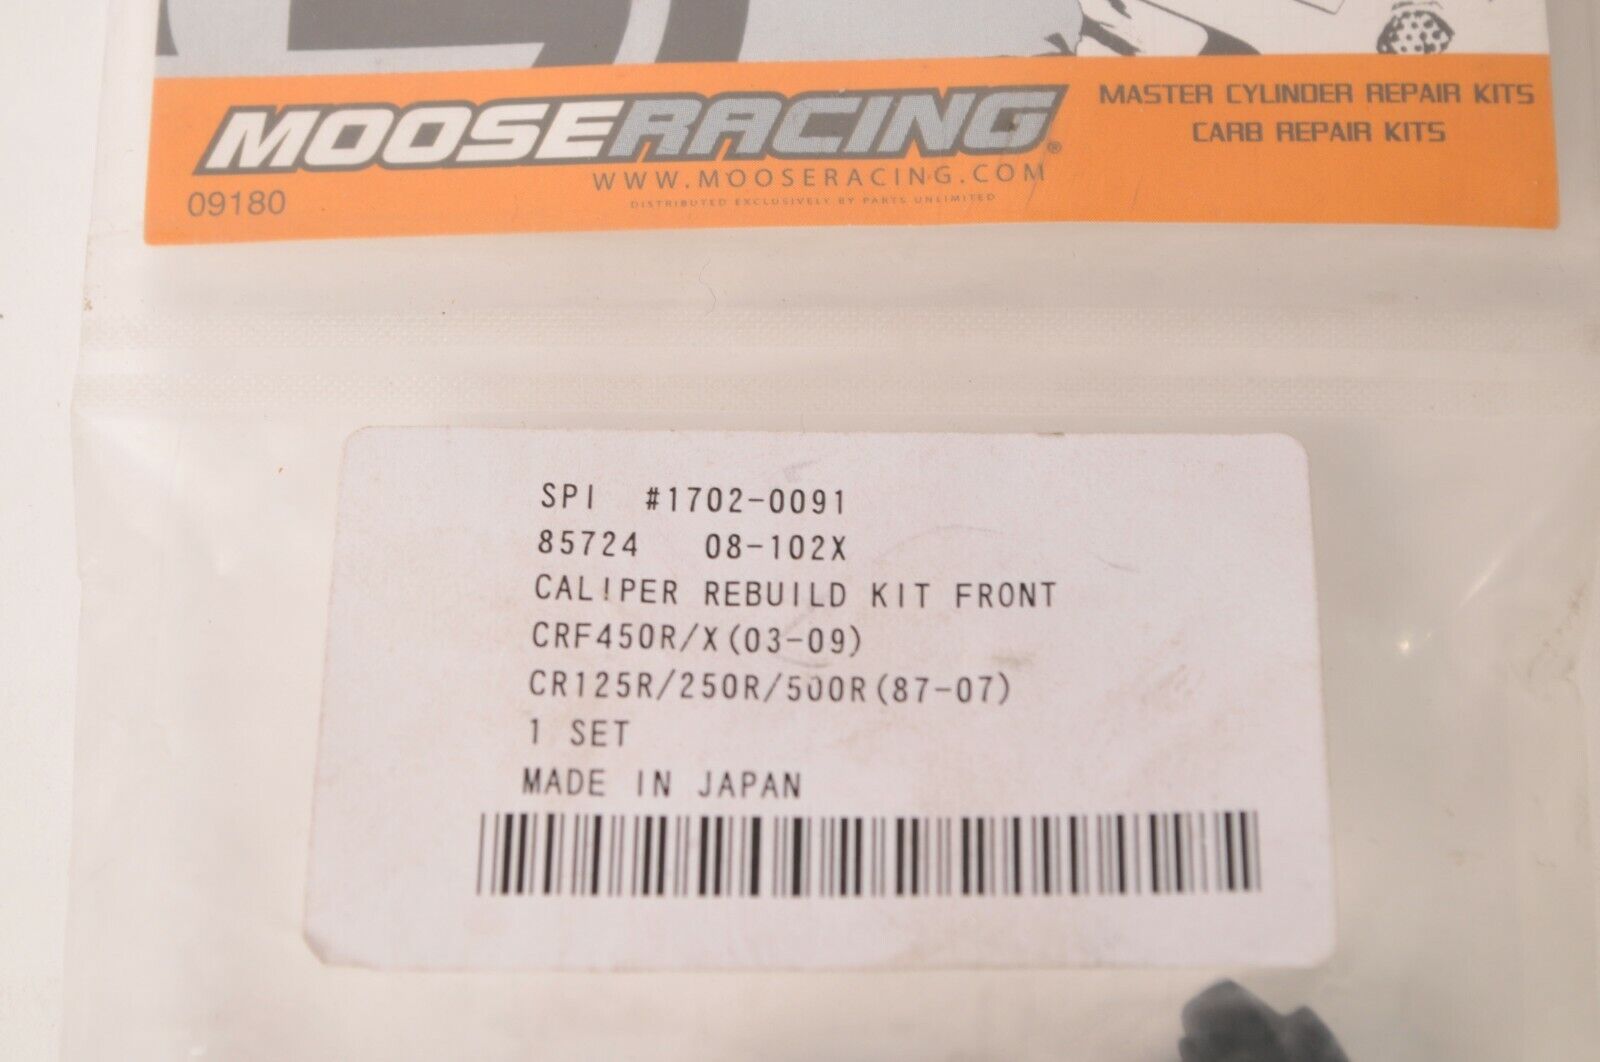 MOOSERACING®
MASTER CYLINDER REPAIR KITS
CARB REPAIR KITS
WWW.MOOSERACING.COM
09180
DISTRIBUTED EXCLUSIVELY BY PARTS UNLIMITED
SPI #1702-0091
85724 08-102X
CALIPER REBUILD KIT FRONT
CRF450R/X(03-09)
CR125R/250R/500R(87-07)
1 SET
MADE IN JAPAN